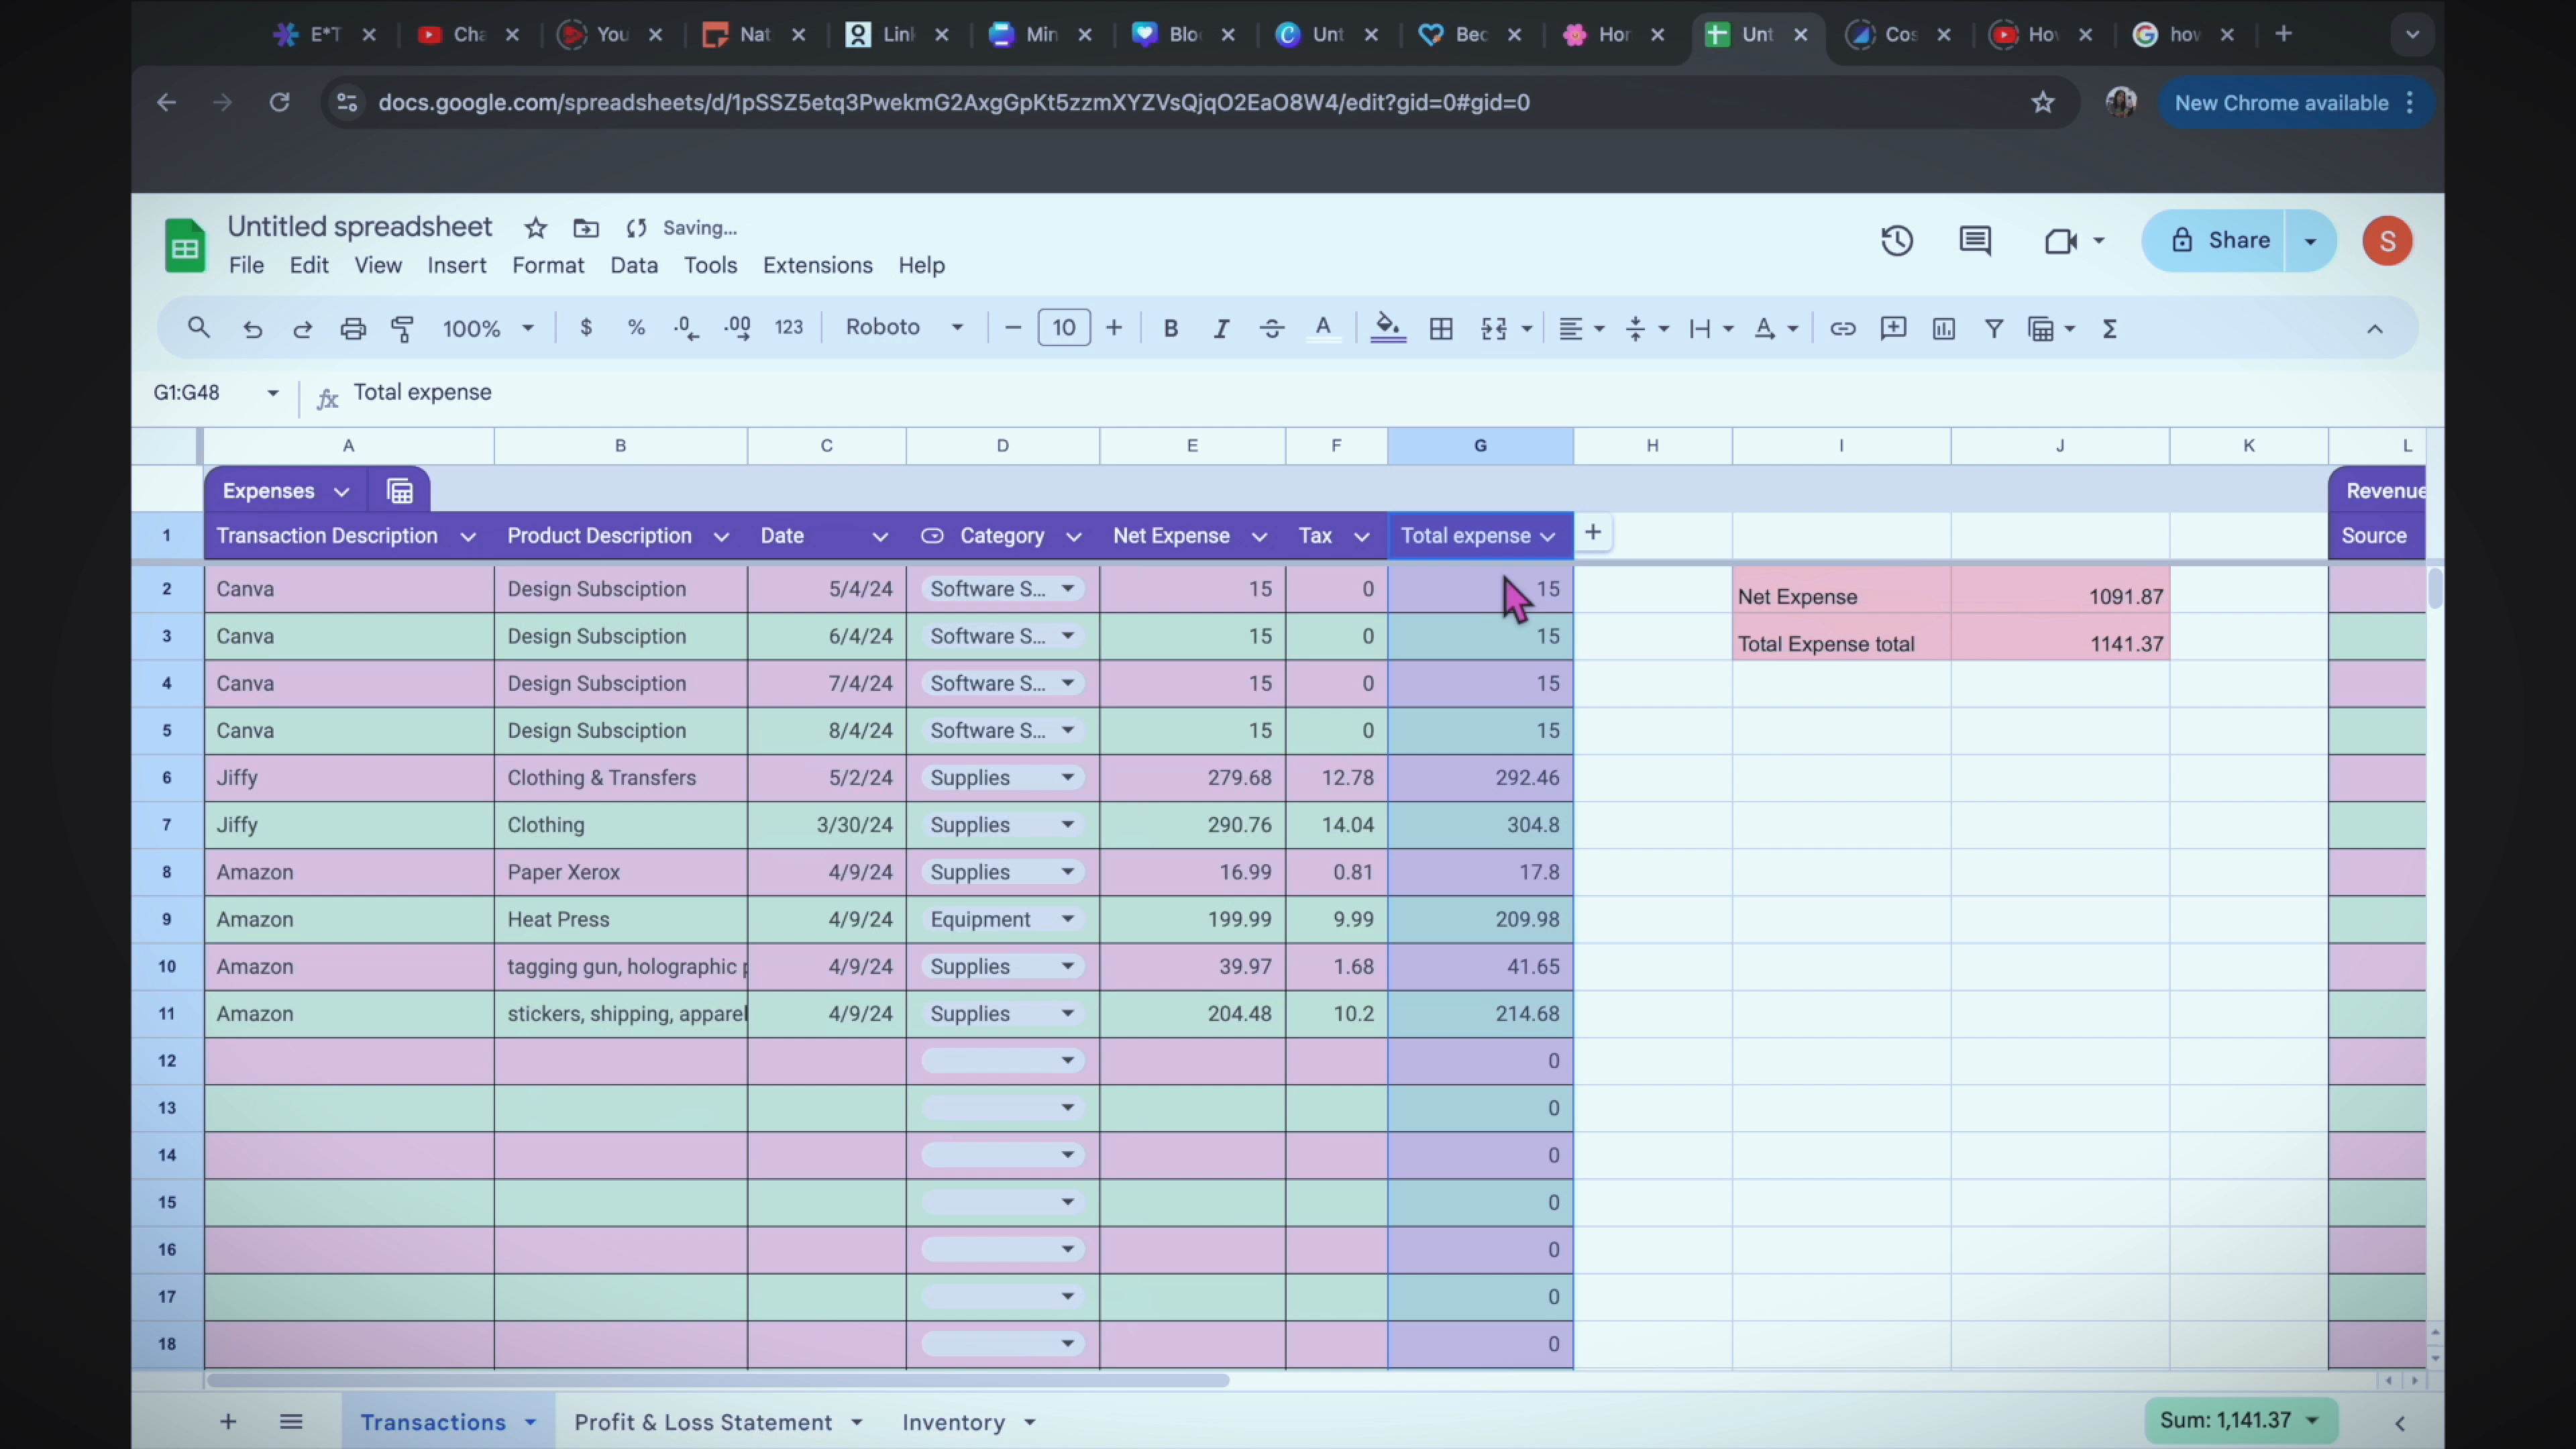 E*T Cha You Nat Link Min Blo Unt Bec Hor Unt Cos Hov how
docs.google.com/spreadsheets/d/1pSSZ5etq3PwekmG2AxgGpKt5zzmXYZVsQjqO2EaO8W4/edit?gid=0#gid=0 New Chrome available
Untitled spreadsheet Saving...
File Edit View Insert Format Data Tools Extensions Help Share S
100% $ % .0 .00 123 Roboto 10 B I A A Σ
G1:G48 fx Total expense
A B C D E F G H I J K L
Expenses Revenue
1 Transaction Description Product Description Date Category Net Expense Tax Total expense Source
2 Canva Design Subsciption 5/4/24 Software S... 15 0 15 Net Expense 1091.87
3 Canva Design Subsciption 6/4/24 Software S... 15 0 15 Total Expense total 1141.37
4 Canva Design Subsciption 7/4/24 Software S... 15 0 15
5 Canva Design Subsciption 8/4/24 Software S... 15 0 15
6 Jiffy Clothing & Transfers 5/2/24 Supplies 279.68 12.78 292.46
7 Jiffy Clothing 3/30/24 Supplies 290.76 14.04 304.8
8 Amazon Paper Xerox 4/9/24 Supplies 16.99 0.81 17.8
9 Amazon Heat Press 4/9/24 Equipment 199.99 9.99 209.98
10 Amazon tagging gun, holographic p 4/9/24 Supplies 39.97 1.68 41.65
11 Amazon stickers, shipping, apparel 4/9/24 Supplies 204.48 10.2 214.68
12 0
13 0
14 0
15 0
16 0
17 0
18 0
Transactions Profit & Loss Statement Inventory Sum: 1,141.37